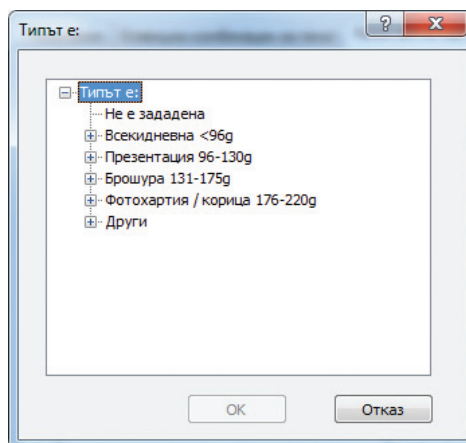 Типът е:
Типът е:
Не е зададена
Всекидневна <96g
Презентация 96-130g
Брошура 131-175g
Фотохартия / корица 176-220g
Други
OK
Отказ